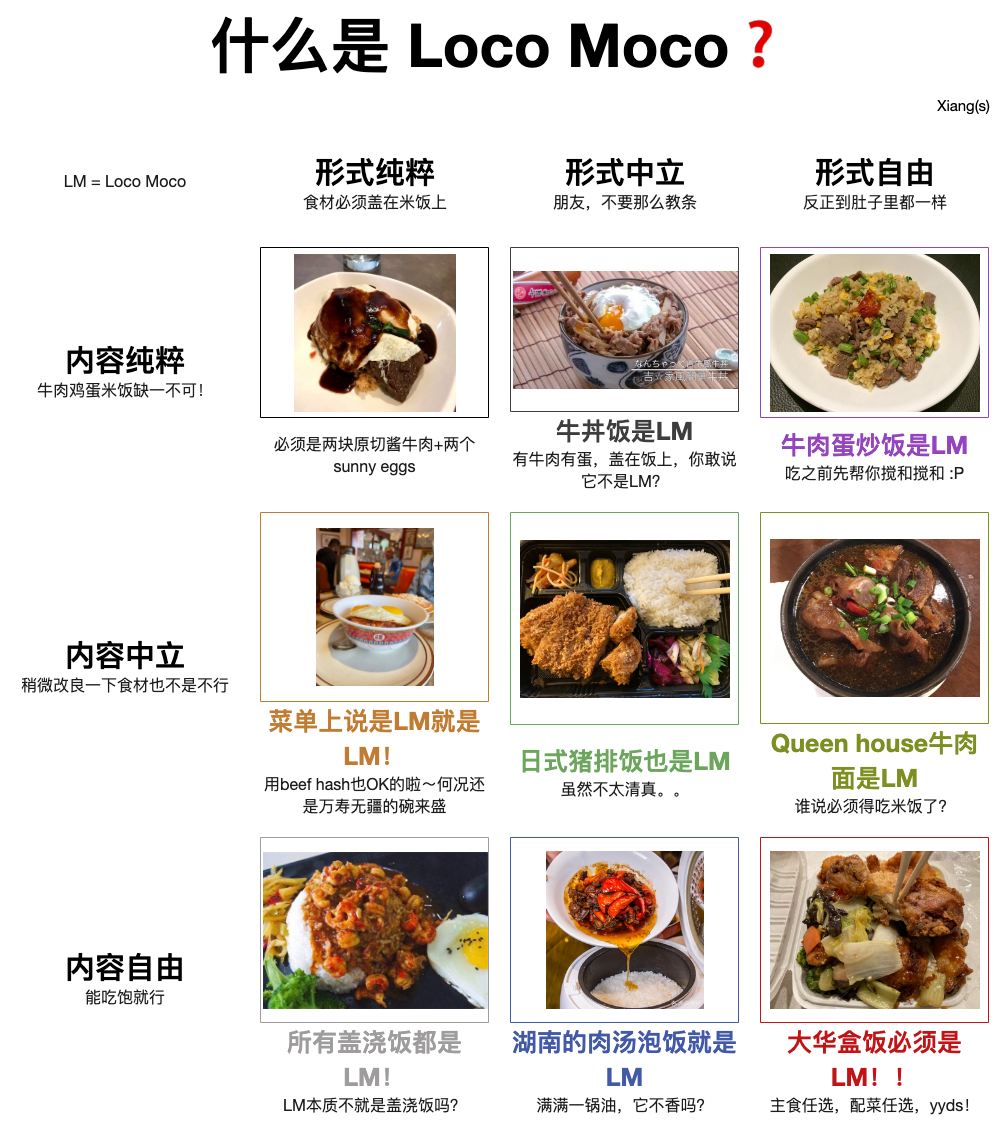 什么是 Loco Moco❓
Xiang(s)
LM = Loco Moco
形式纯粹
食材必须盖在米饭上
形式中立
朋友，不要那么教条
形式自由
反正到肚子里都一样
内容纯粹
牛肉鸡蛋米饭缺一不可！
必须是两块原切酱牛肉+两个
sunny eggs
牛丼饭是LM
有牛肉有蛋，盖在饭上，你敢说
它不是LM？
牛肉蛋炒饭是LM
吃之前先帮你搅和搅和 :P
内容中立
稍微改良一下食材也不是不行
菜单上说是LM就是
LM！
用beef hash也OK的啦～何况还
是万寿无疆的碗来盛
日式猪排饭也是LM
虽然不太清真。。
Queen house牛肉
面是LM
谁说必须得吃米饭了？
内容自由
能吃饱就行
所有盖浇饭都是
LM！
LM本质不就是盖浇饭吗？
湖南的肉汤泡饭就是
LM
满满一锅油，它不香吗？
大华盒饭必须是
LM！！
主食任选，配菜任选，yyds！